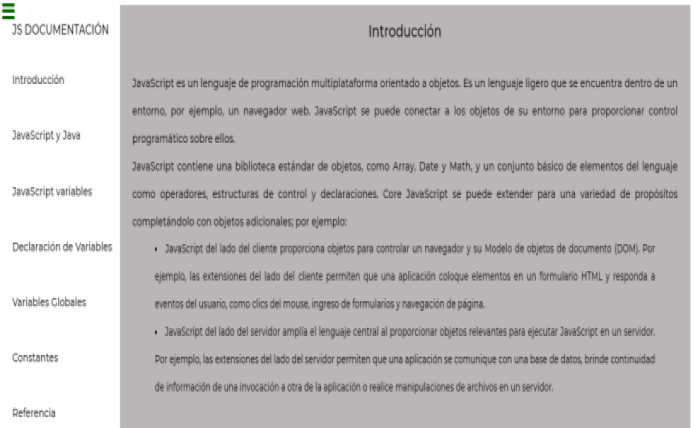 JS DOCUMENTACIÓN
Introducción
JavaScript y Java
JavaScript variables
Declaración de Variables
Variables Globales
Constantes
Referencia
Introducción
JavaScript es un lenguaje de programación multiplataforma orientado a objetos. Es un lenguaje ligero que se encuentra dentro de un
entorno, por ejemplo, un navegador web. JavaScript se puede conectar a los objetos de su entorno para proporcionar control
programático sobre ellos.
JavaScript contiene una biblioteca estándar de objetos, como Array, Date y Math, y un conjunto básico de elementos del lenguaje
como operadores, estructuras de control y declaraciones. Core JavaScript se puede extender para una variedad de propósitos
completándolo con objetos adicionales; por ejemplo:
• JavaScript del lado del cliente proporciona objetos para controlar un navegador y su Modelo de objetos de documento (DOM). Por
ejemplo, las extensiones del lado del cliente permiten que una aplicación coloque elementos en un formulario HTML y responda a
eventos del usuario, como clics del mouse, ingreso de formularios y navegación de página.
• JavaScript del lado del servidor amplía el lenguaje central al proporcionar objetos relevantes para ejecutar JavaScript en un servidor.
Por ejemplo, las extensiones del lado del servidor permiten que una aplicación se comunique con una base de datos, brinde continuidad
de información de una invocación a otra de la aplicación o realice manipulaciones de archivos en un servidor.